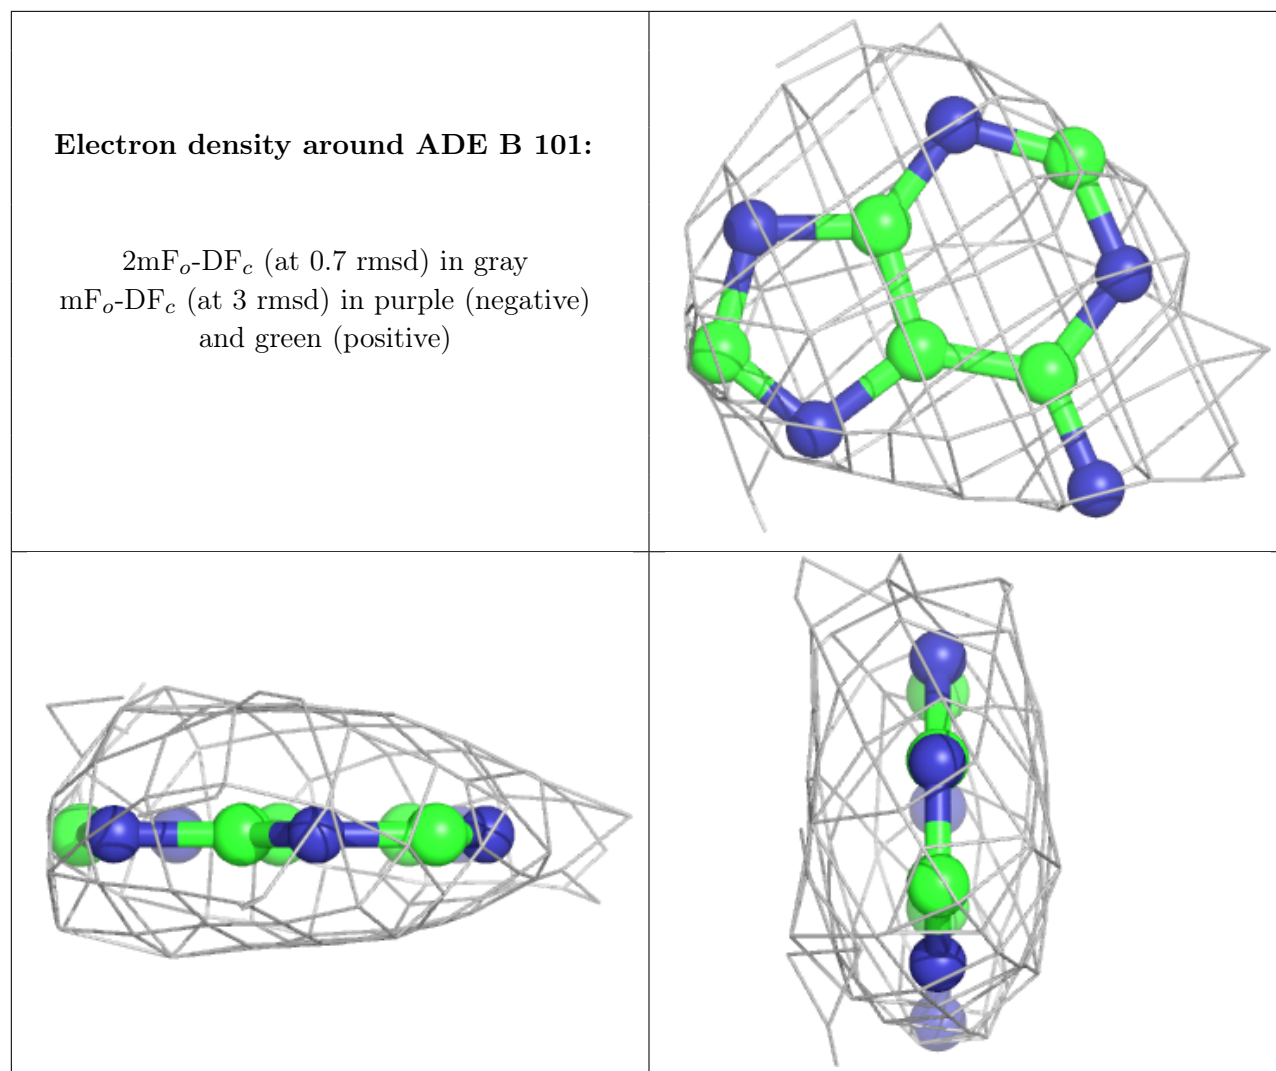 Electron density around ADE B 101:
2mFₒ-DF𝒸 (at 0.7 rmsd) in gray
mFₒ-DF𝒸 (at 3 rmsd) in purple (negative)
and green (positive)